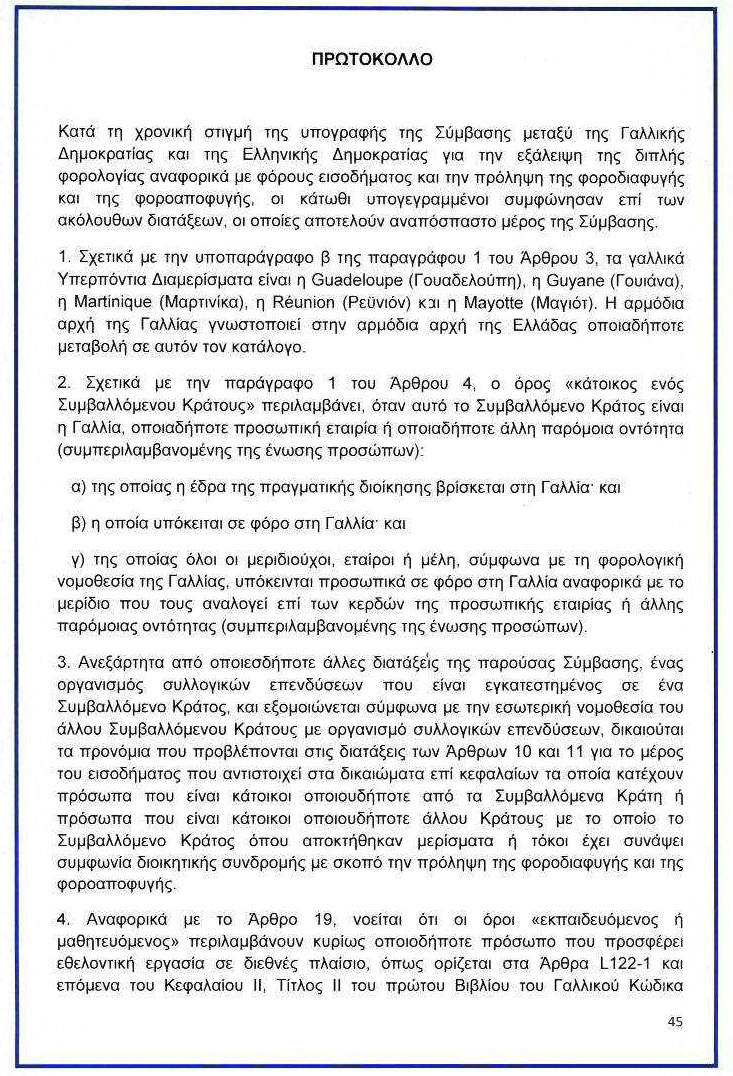 ΠΡΩΤΟΚΟΛΛΟ
Κατά τη χρονική στιγμή της υπογραφής της Σύμβασης μεταξύ της Γαλλικής
Δημοκρατίας και της Ελληνικής Δημοκρατίας για την εξάλειψη της διπλής
φορολογίας αναφορικά με φόρους εισοδήματος και την πρόληψη της φοροδιαφυγής
και της φοροαποφυγής, οι κάτωθι υπογεγραμμένοι συμφώνησαν επί των
ακόλουθων διατάξεων, οι οποίες αποτελούν αναπόσπαστο μέρος της Σύμβασης.
1. Σχετικά με την υποπαράγραφο β της παραγράφου 1 του Άρθρου 3, τα γαλλικά
Υπερπόντια Διαμερίσματα είναι η Guadeloupe (Γουαδελούπη), η Guyane (Γουιάνα),
η Martinique (Μαρτινίκα), η Réunion (Ρεϋνιόν) και η Mayotte (Μαγιότ). Η αρμόδια
αρχή της Γαλλίας γνωστοποιεί στην αρμόδια αρχή της Ελλάδας οποιαδήποτε
μεταβολή σε αυτόν τον κατάλογο.
2. Σχετικά με την παράγραφο 1 του Άρθρου 4, ο όρος «κάτοικος ενός
Συμβαλλόμενου Κράτους» περιλαμβάνει, όταν αυτό το Συμβαλλόμενο Κράτος είναι
η Γαλλία, οποιαδήποτε προσωπική εταιρία ή οποιαδήποτε άλλη παρόμοια οντότητα
(συμπεριλαμβανομένης της ένωσης προσώπων):
α) της οποίας η έδρα της πραγματικής διοίκησης βρίσκεται στη Γαλλία· και
β) η οποία υπόκειται σε φόρο στη Γαλλία· και
γ) της οποίας όλοι οι μεριδιούχοι, εταίροι ή μέλη, σύμφωνα με τη φορολογική
νομοθεσία της Γαλλίας, υπόκεινται προσωπικά σε φόρο στη Γαλλία αναφορικά με το
μερίδιο που τους αναλογεί επί των κερδών της προσωπικής εταιρίας ή άλλης
παρόμοιας οντότητας (συμπεριλαμβανομένης της ένωσης προσώπων).
3. Ανεξάρτητα από οποιεσδήποτε άλλες διατάξεις της παρούσας Σύμβασης, ένας
οργανισμός συλλογικών επενδύσεων που είναι εγκατεστημένος σε ένα
Συμβαλλόμενο Κράτος, και εξομοιώνεται σύμφωνα με την εσωτερική νομοθεσία του
άλλου Συμβαλλόμενου Κράτους με οργανισμό συλλογικών επενδύσεων, δικαιούται
τα προνόμια που προβλέπονται στις διατάξεις των Άρθρων 10 και 11 για το μέρος
του εισοδήματος που αντιστοιχεί στα δικαιώματα επί κεφαλαίων τα οποία κατέχουν
πρόσωπα που είναι κάτοικοι οποιουδήποτε από τα Συμβαλλόμενα Κράτη ή
πρόσωπα που είναι κάτοικοι οποιουδήποτε άλλου Κράτους με το οποίο το
Συμβαλλόμενο Κράτος όπου αποκτήθηκαν μερίσματα ή τόκοι έχει συνάψει
συμφωνία διοικητικής συνδρομής με σκοπό την πρόληψη της φοροδιαφυγής και της
φοροαποφυγής.
4. Αναφορικά με το Άρθρο 19, νοείται ότι οι όροι «εκπαιδευόμενος ή
μαθητευόμενος» περιλαμβάνουν κυρίως οποιοδήποτε πρόσωπο που προσφέρει
εθελοντική εργασία σε διεθνές πλαίσιο, όπως ορίζεται στα Άρθρα L122-1 και
επόμενα του Κεφαλαίου ΙΙ, Τίτλος ΙΙ του πρώτου Βιβλίου του Γαλλικού Κώδικα
45